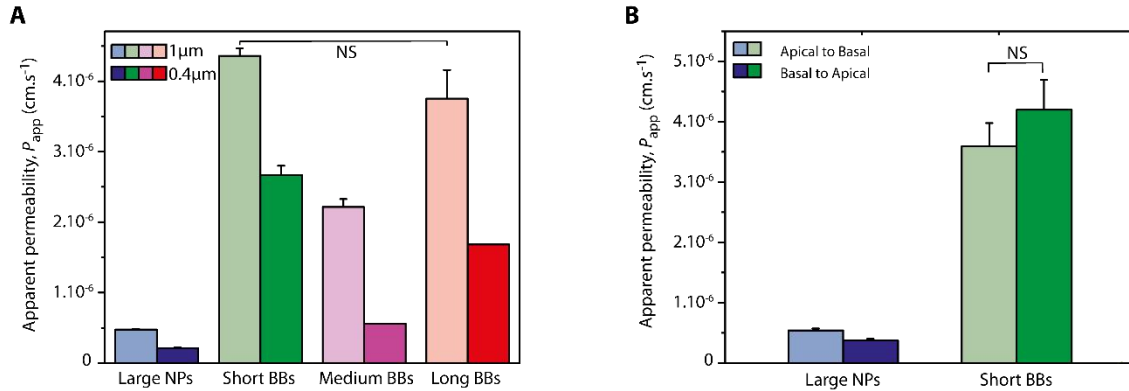 A
Apparent permeability, Papp (cm.s⁻¹)
4.10⁻⁶
3.10⁻⁶
2.10⁻⁶
1.10⁻⁶
0
1µm
0.4µm
NS
Large NPs Short BBs Medium BBs Long BBs
B
Apparent permeability, Papp (cm.s⁻¹)
5.10⁻⁶
4.10⁻⁶
3.10⁻⁶
2.10⁻⁶
1.10⁻⁶
0
Apical to Basal
Basal to Apical
NS
Large NPs Short BBs